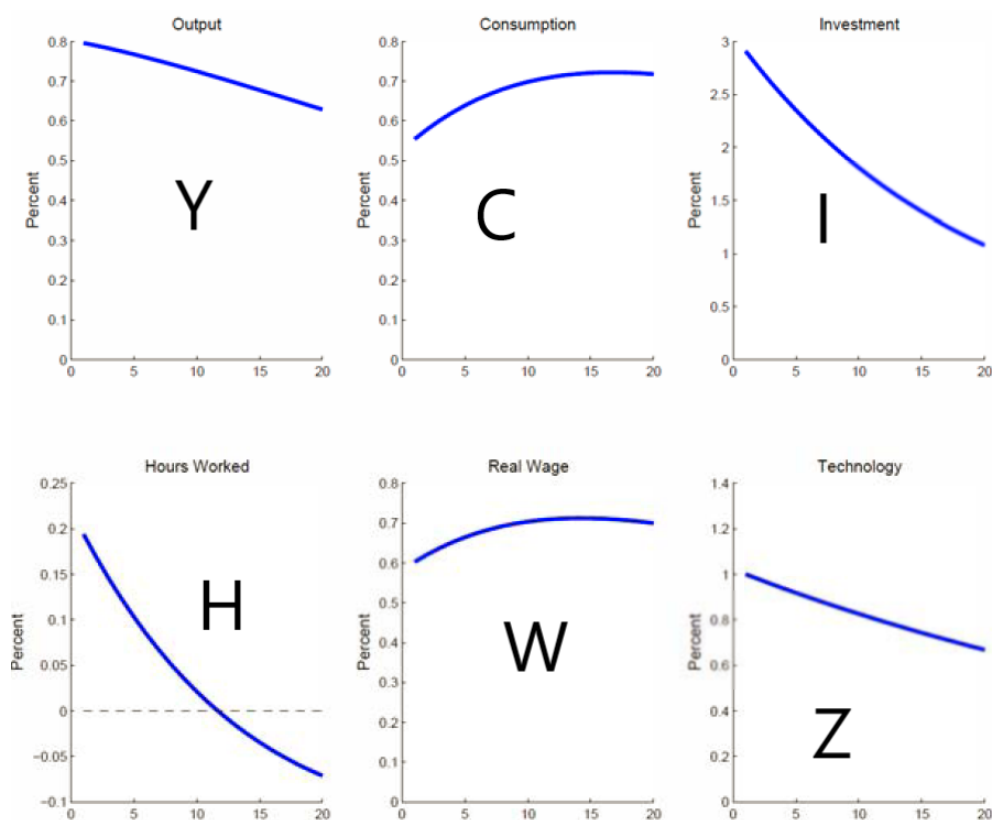 Output
0.8
0.7
0.6
0.5
0.4
0.3
0.2
0.1
0
Percent
Y
0 5 10 15 20
Consumption
0.8
0.7
0.6
0.5
0.4
0.3
0.2
0.1
0
Percent
C
0 5 10 15 20
Investment
3
2.5
2
1.5
1
0.5
0
Percent
I
0 5 10 15 20
Hours Worked
0.25
0.2
0.15
0.1
0.05
0
−0.05
−0.1
Percent
H
0 5 10 15 20
Real Wage
0.8
0.7
0.6
0.5
0.4
0.3
0.2
0.1
0
Percent
W
0 5 10 15 20
Technology
1.4
1.2
1
0.8
0.6
0.4
0.2
0
Percent
Z
0 5 10 15 20